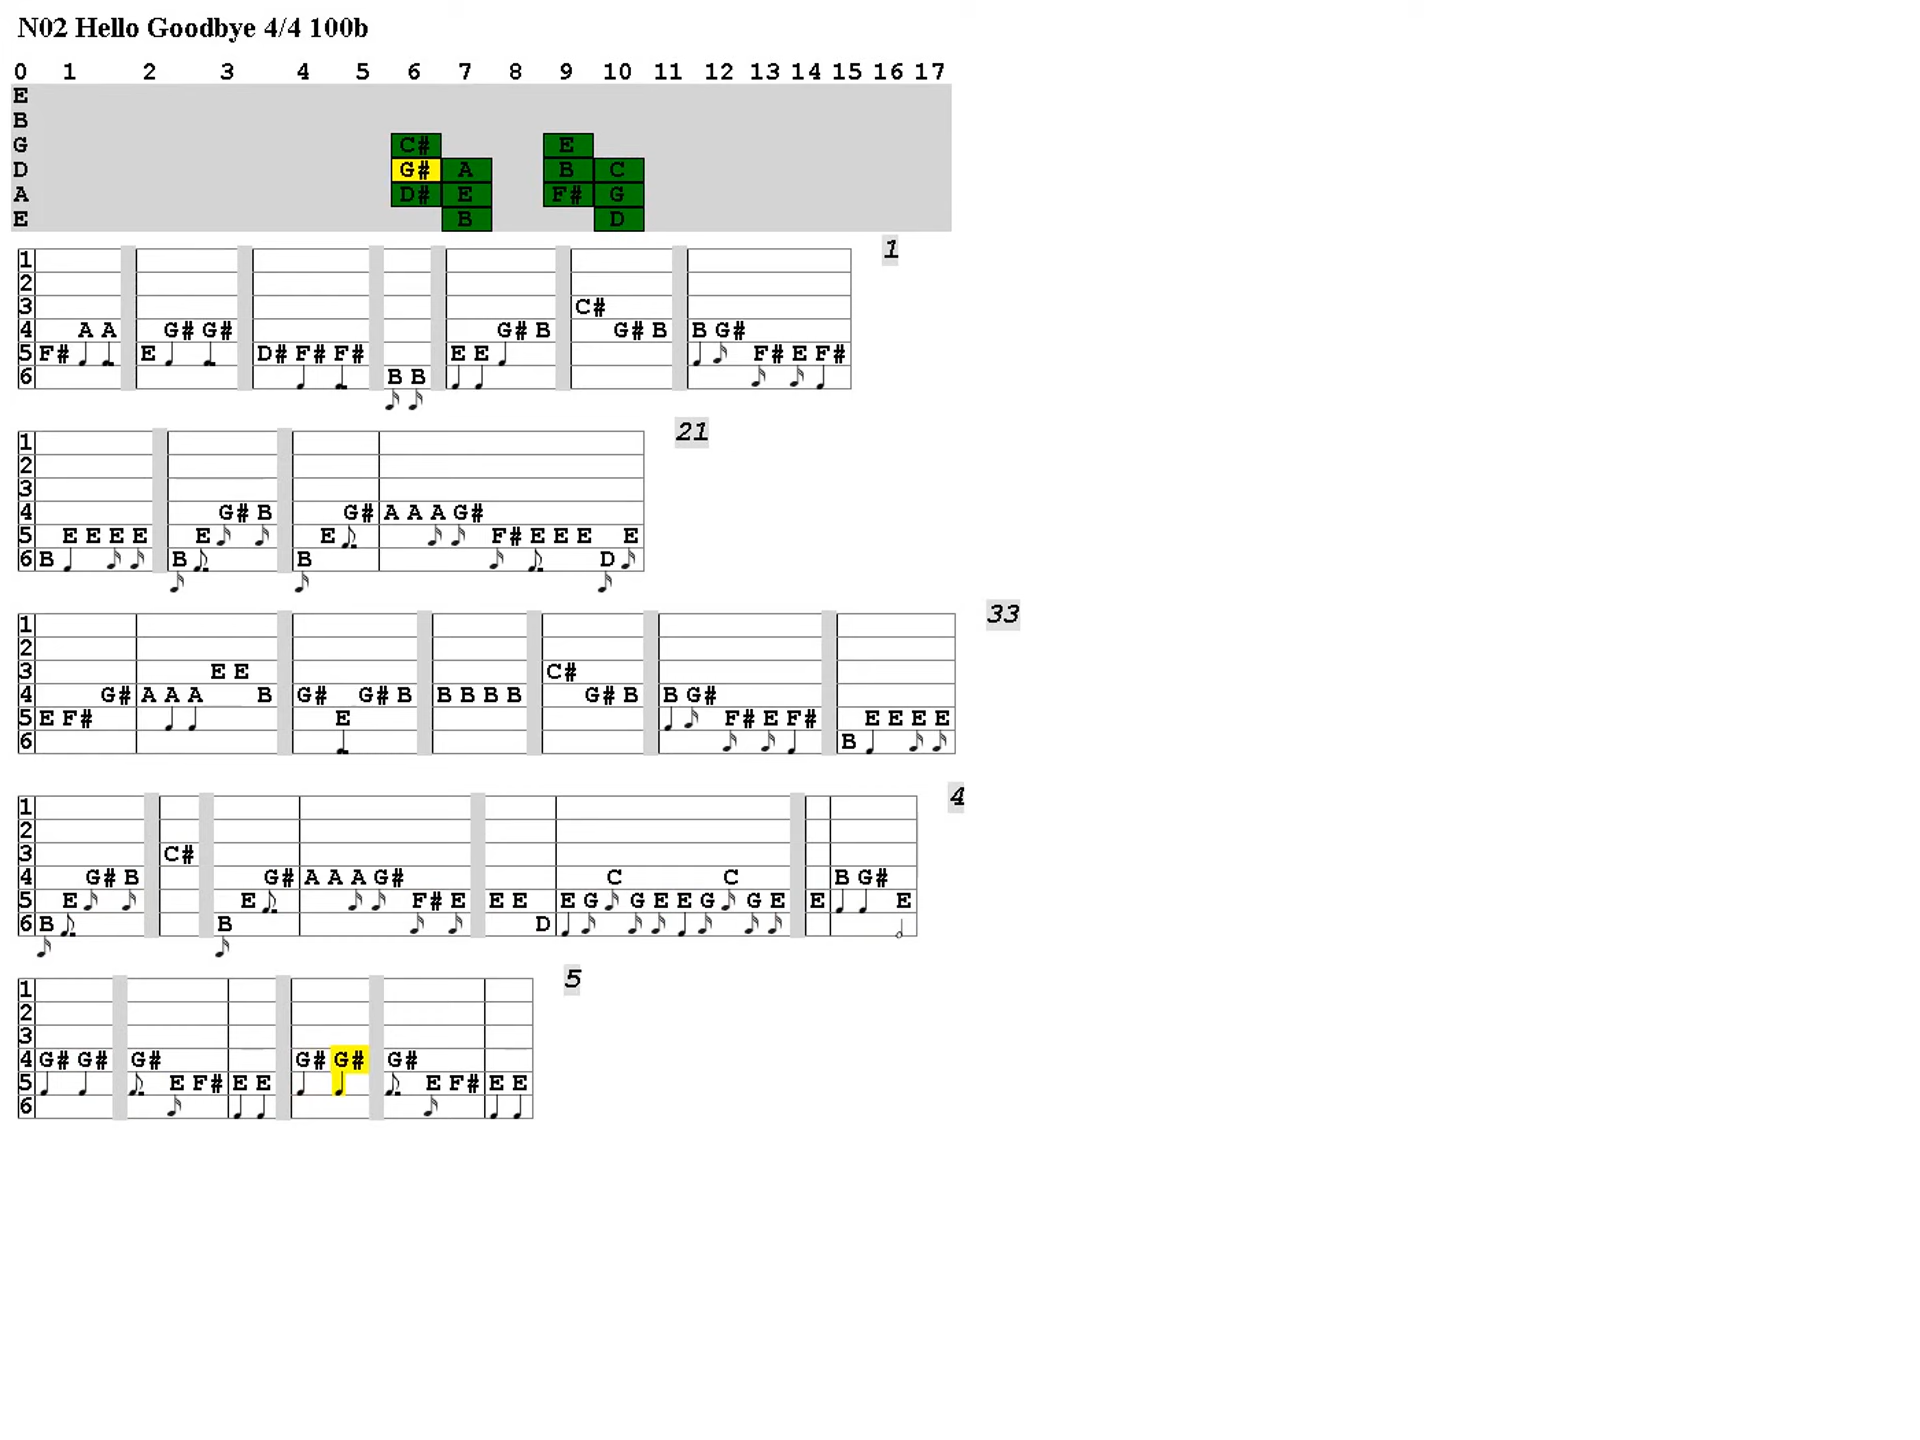 N02 Hello Goodbye 4/4 100b
0 1 2 3 4 5 6 7 8 9 10 11 12 13 14 15 16 17
E
B
G C# E
D G# A B C
A D# E F# G
E B D
1
1
2
3 C#
4 A A G# G# G# B G# B B G#
5 F# E D# F# F# E E F# E F#
6 B B
21
1
2
3
4 G# B G# A A A G#
5 E E E E E E F# E E E E
6 B B B D
33
1
2
3 E E C#
4 G# A A A B G# G# B B B B B G# B B G#
5 E F# E F# E F# E E E E
6 B
4
1
2
3 C#
4 G# B G# A A A G# C C B G#
5 E E F# E E E E G G E E G G E E E
6 B B D
5
1
2
3
4 G# G# G# G# G# G#
5 E F# E E E F# E E
6